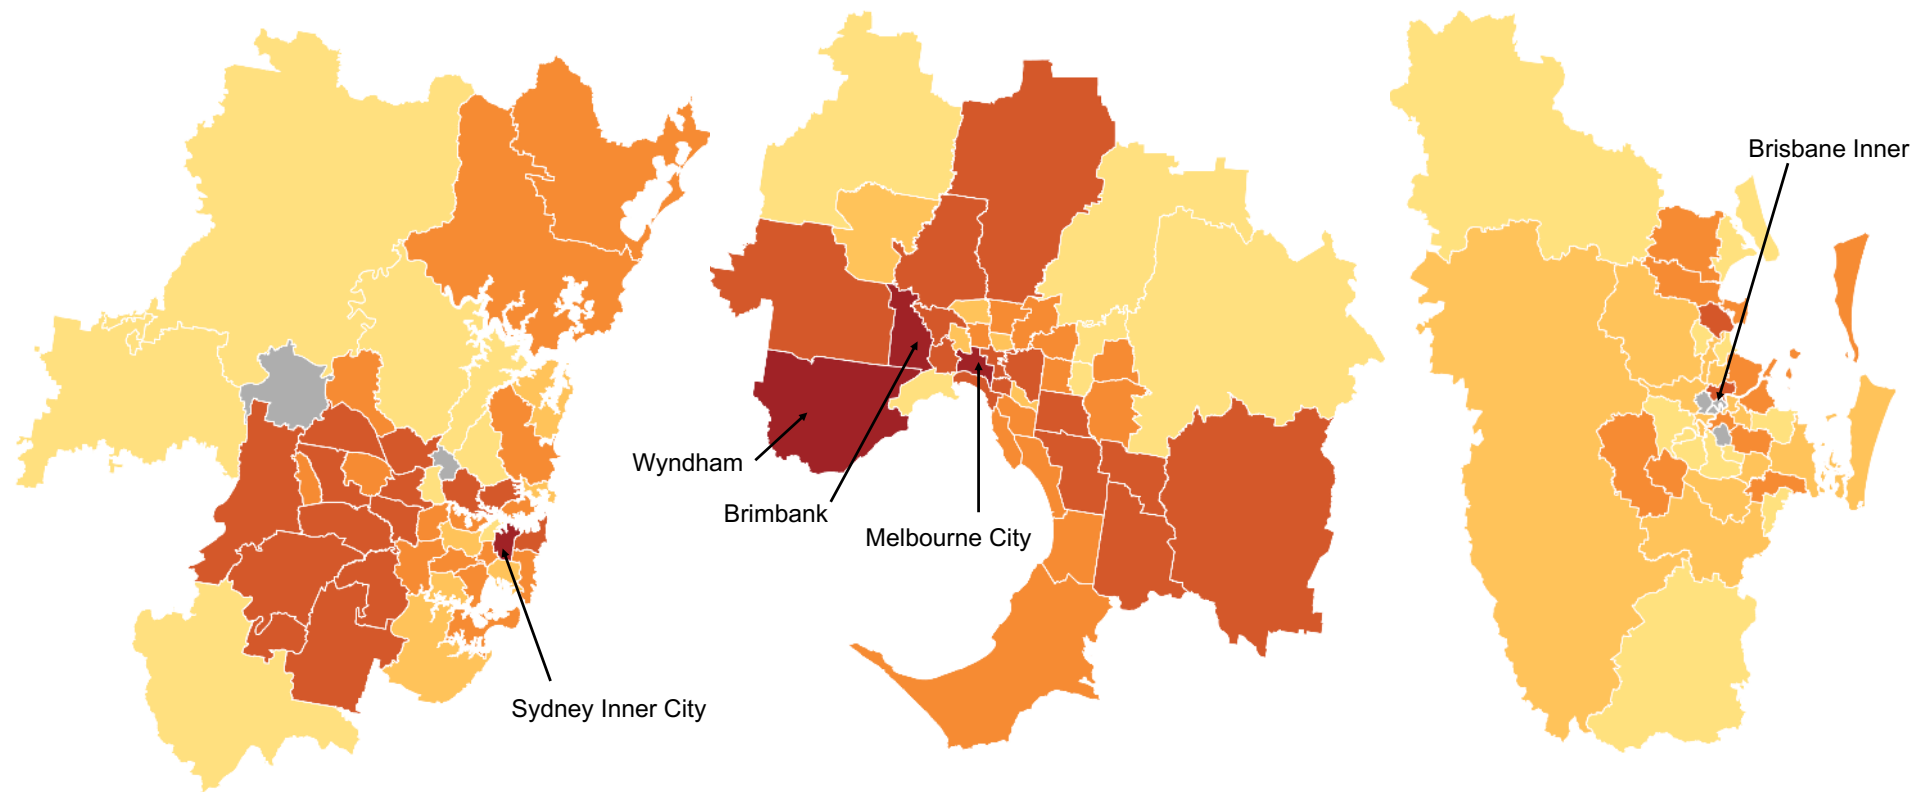 Brisbane Inner
Wyndham
Brimbank
Melbourne City
Sydney Inner City